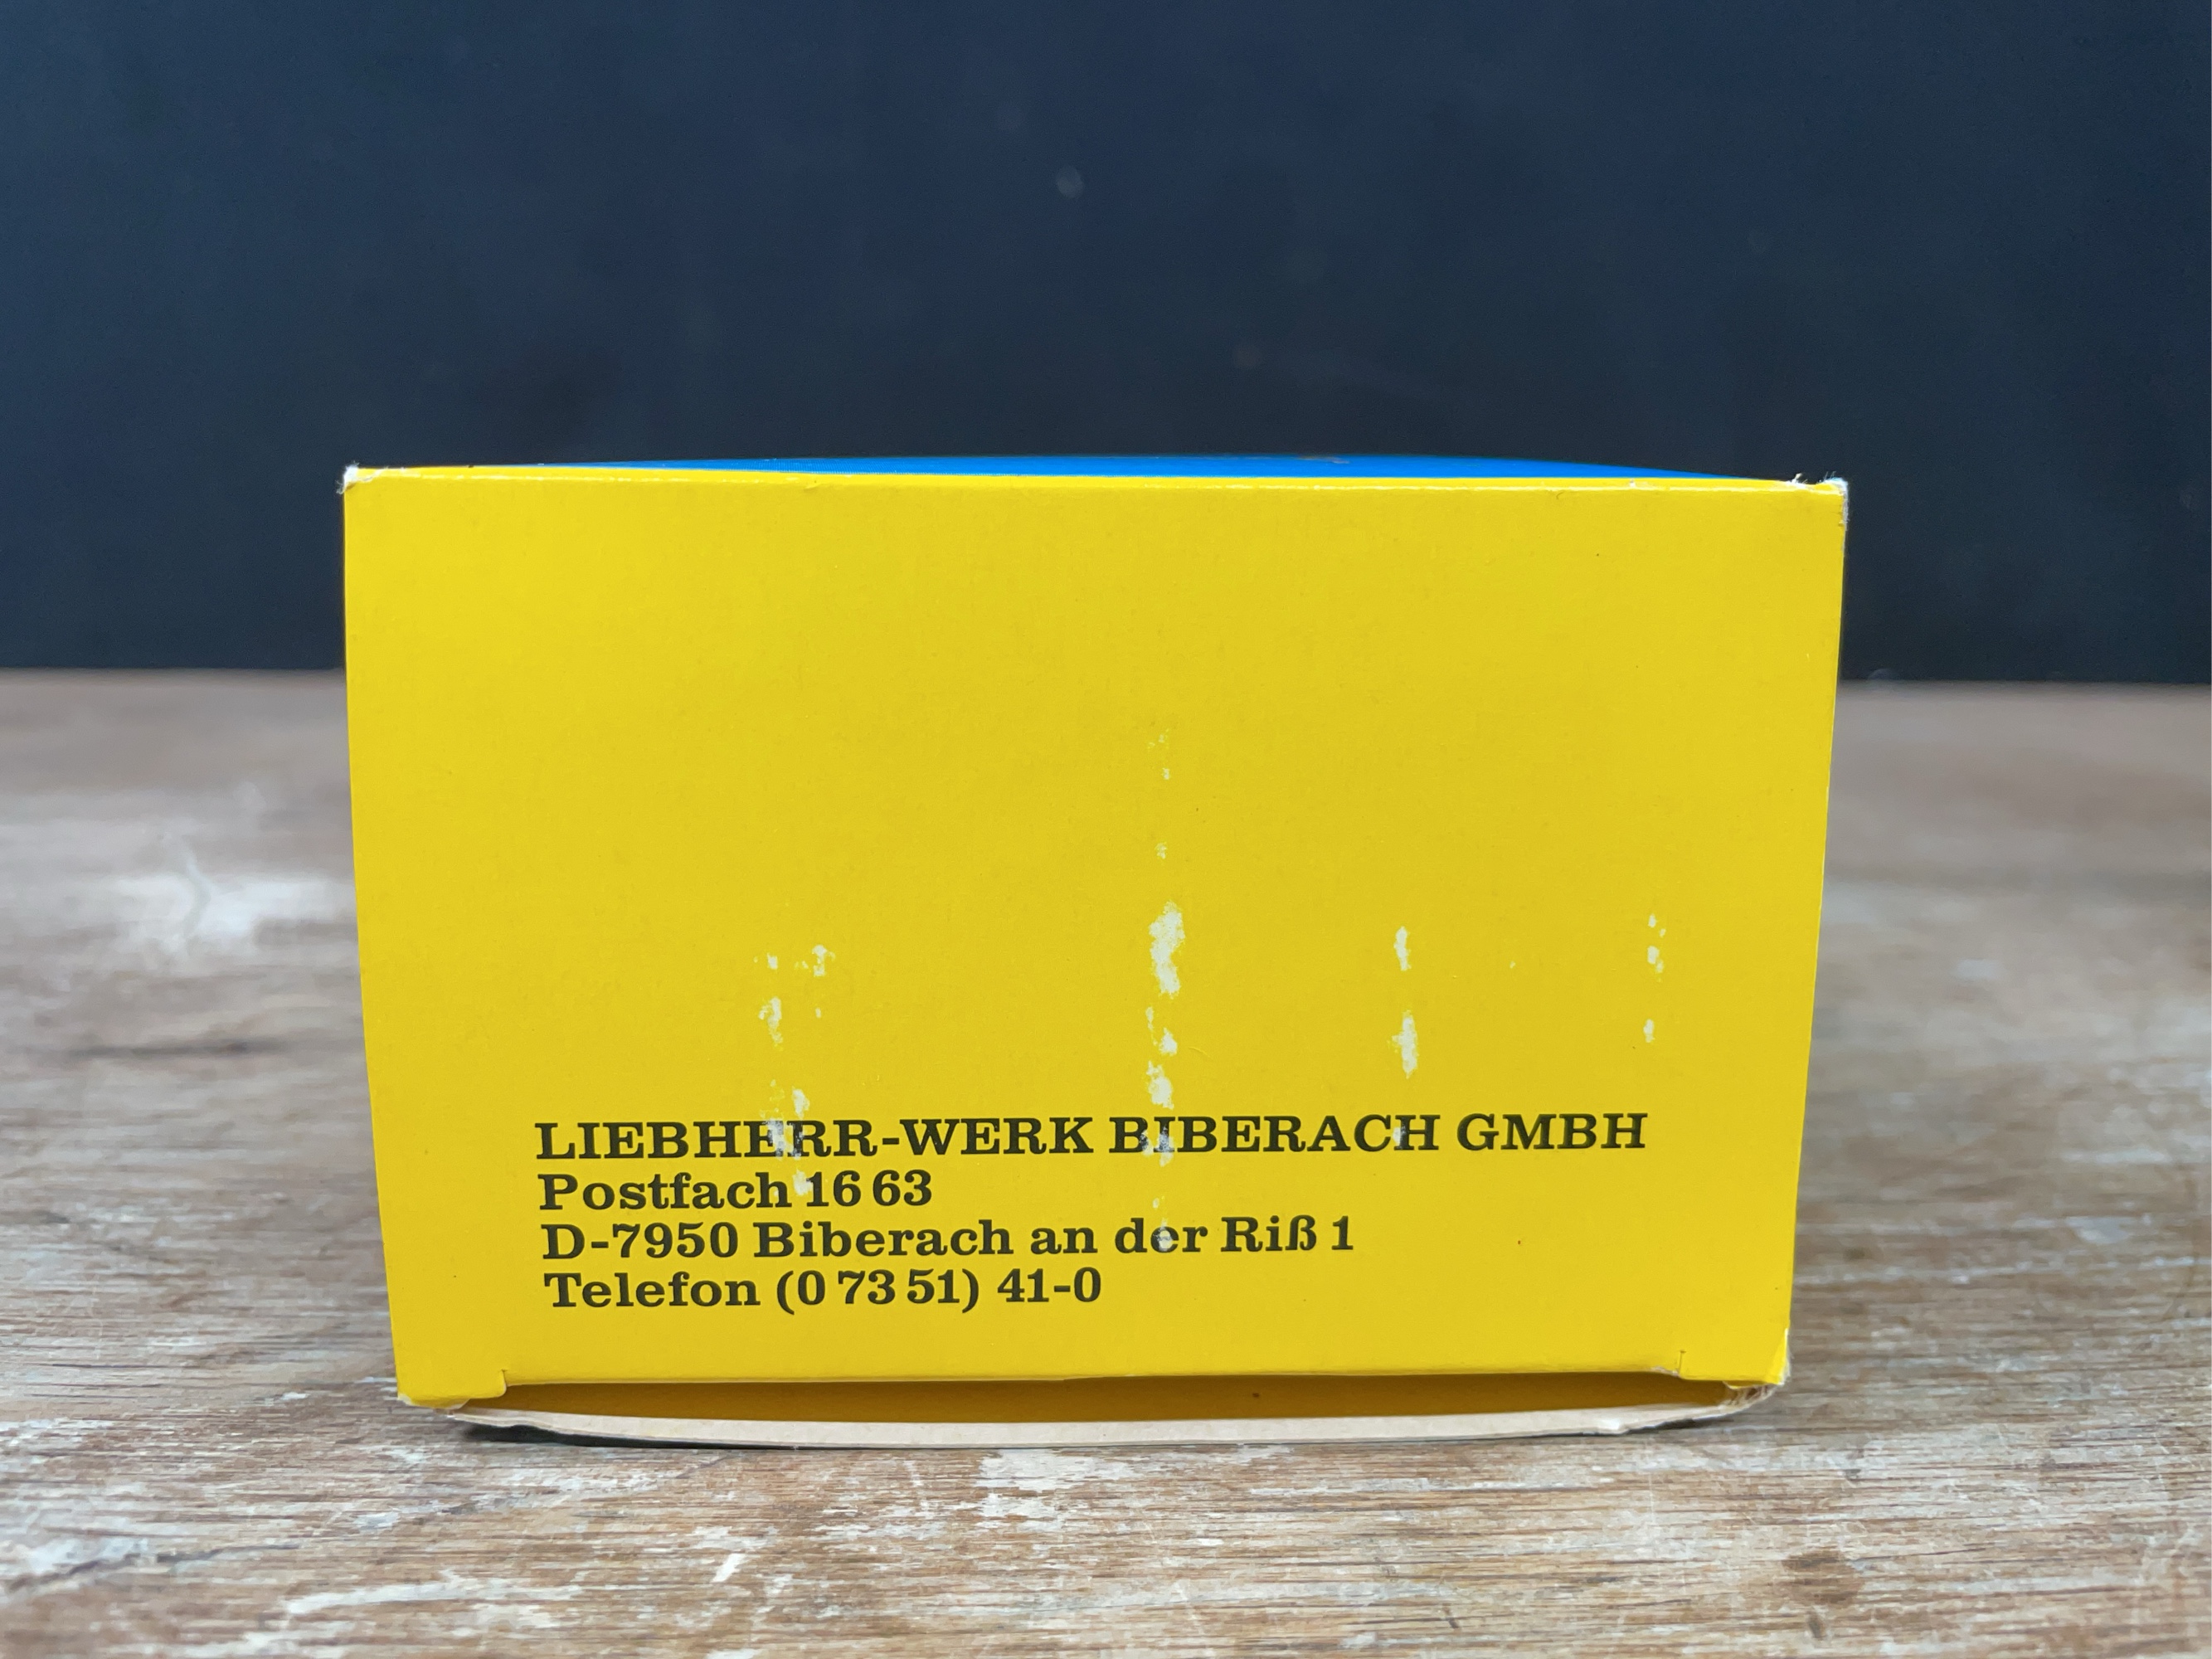 LIEBHERR-WERK BIBERACH GMBH
Postfach 16 63
D-7950 Biberach an der Riß 1
Telefon (0 73 51) 41-0